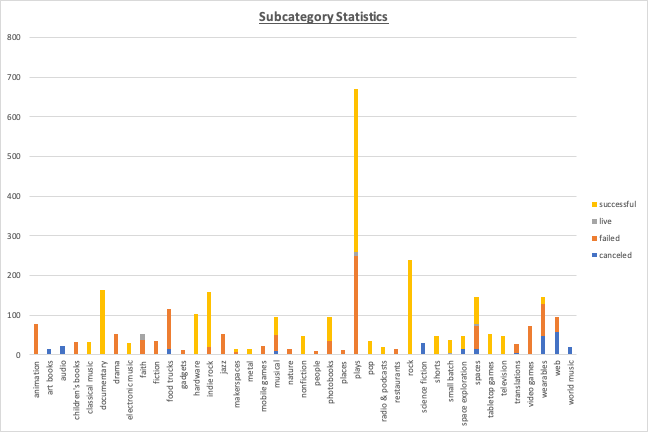 Subcategory Statistics
800
700
600
500
400
300
200
100
0
successful
live
failed
canceled
animation
art books
audio
children's books
classical music
documentary
drama
electronic music
faith
fiction
food trucks
gadgets
hardware
indie rock
jazz
makerspaces
metal
mobile games
musical
nature
nonfiction
people
photobooks
places
plays
pop
radio & podcasts
restaurants
rock
science fiction
shorts
small batch
space exploration
spaces
tabletop games
television
translations
video games
wearables
web
world music